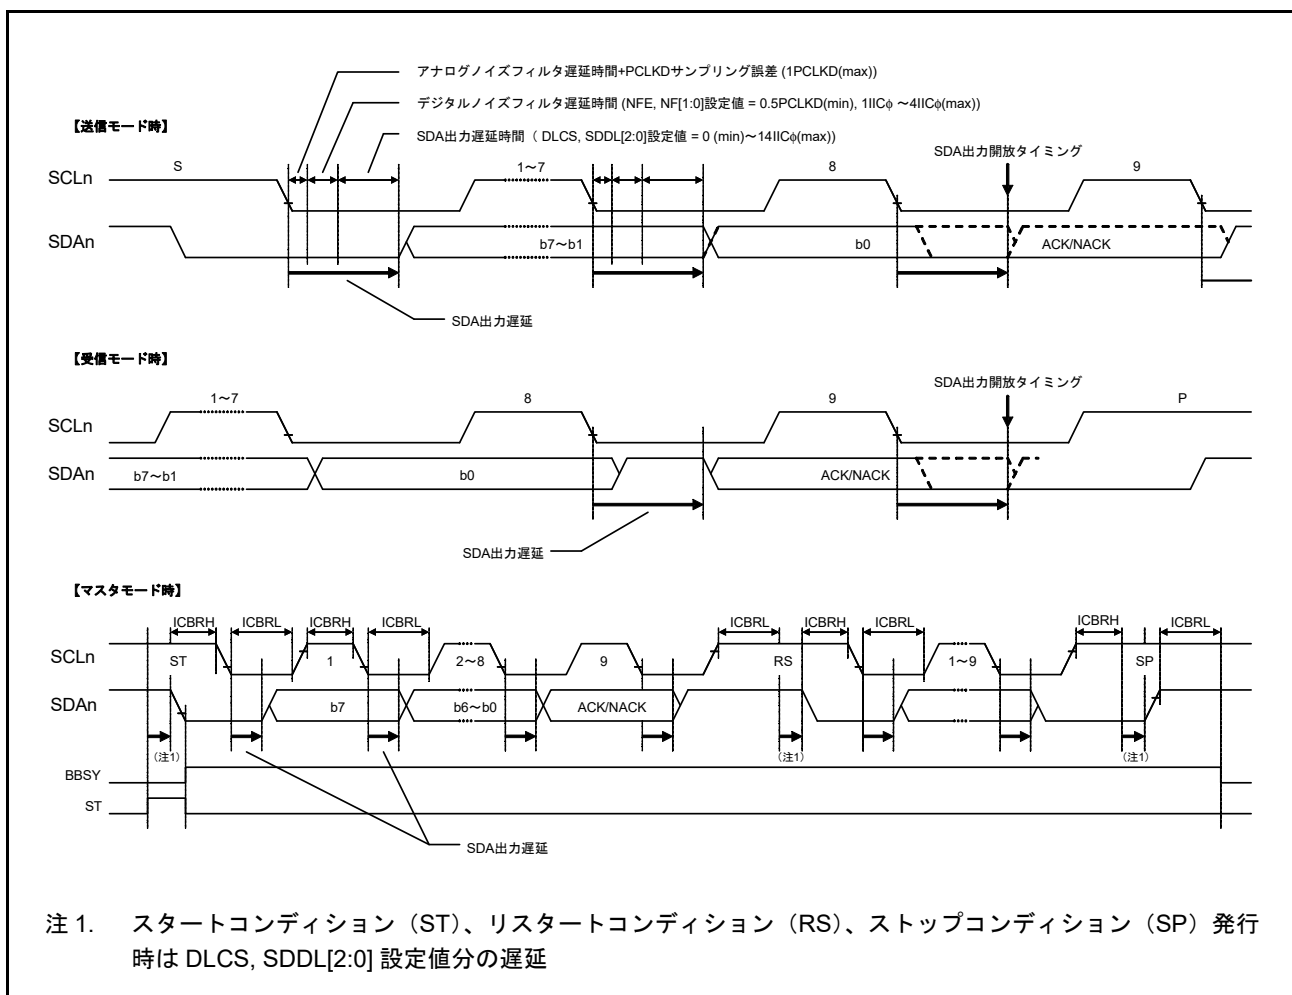 アナログノイズフィルタ遅延時間+PCLKDサンプリング誤差 (1PCLKD(max))
デジタルノイズフィルタ遅延時間 (NFE, NF[1:0]設定値 = 0.5PCLKD(min), 1IICφ ～4IICφ(max))
【送信モード時】
SDA出力遅延時間（ DLCS, SDDL[2:0]設定値 = 0 (min)～14IICφ(max))
SDA出力開放タイミング
S
1～7
8
9
SCLn
SDAn
b7～b1
b0
ACK/NACK
SDA出力遅延
【受信モード時】
SDA出力開放タイミング
1～7
8
9
P
SCLn
SDAn
b7～b1
b0
ACK/NACK
SDA出力遅延
【マスタモード時】
ICBRH
ICBRL
ICBRH
ICBRL
ICBRL
ICBRH
ICBRL
ICBRH
ICBRL
SCLn
ST
1
2～8
9
RS
1～9
SP
SDAn
b7
b6～b0
ACK/NACK
（注1）
（注1）
（注1）
BBSY
ST
SDA出力遅延
注 1. スタートコンディション（ST）、リスタートコンディション（RS）、ストップコンディション（SP）発行
時は DLCS, SDDL[2:0] 設定値分の遅延